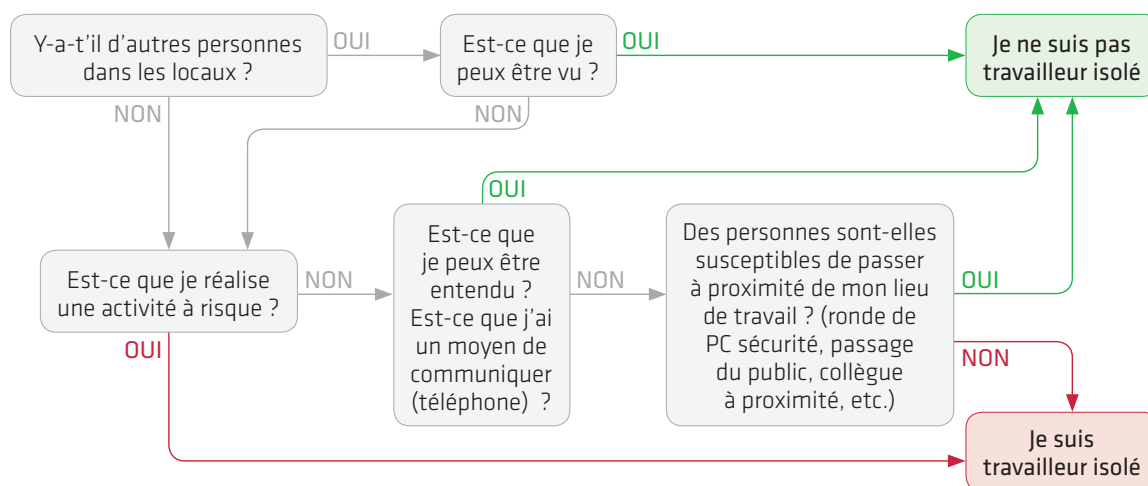 Y-a-t'il d'autres personnes
dans les locaux ?
OUI
Est-ce que je
peux être vu ?
OUI
Je ne suis pas
travailleur isolé
NON
NON
Est-ce que je réalise
une activité à risque ?
NON
OUI
OUI
Est-ce que
je peux être
entendu ?
Est-ce que j'ai
un moyen de
communiquer
(téléphone) ?
NON
Des personnes sont-elles
susceptibles de passer
à proximité de mon lieu
de travail ? (ronde de
PC sécurité, passage
du public, collègue
à proximité, etc.)
OUI
NON
Je suis
travailleur isolé